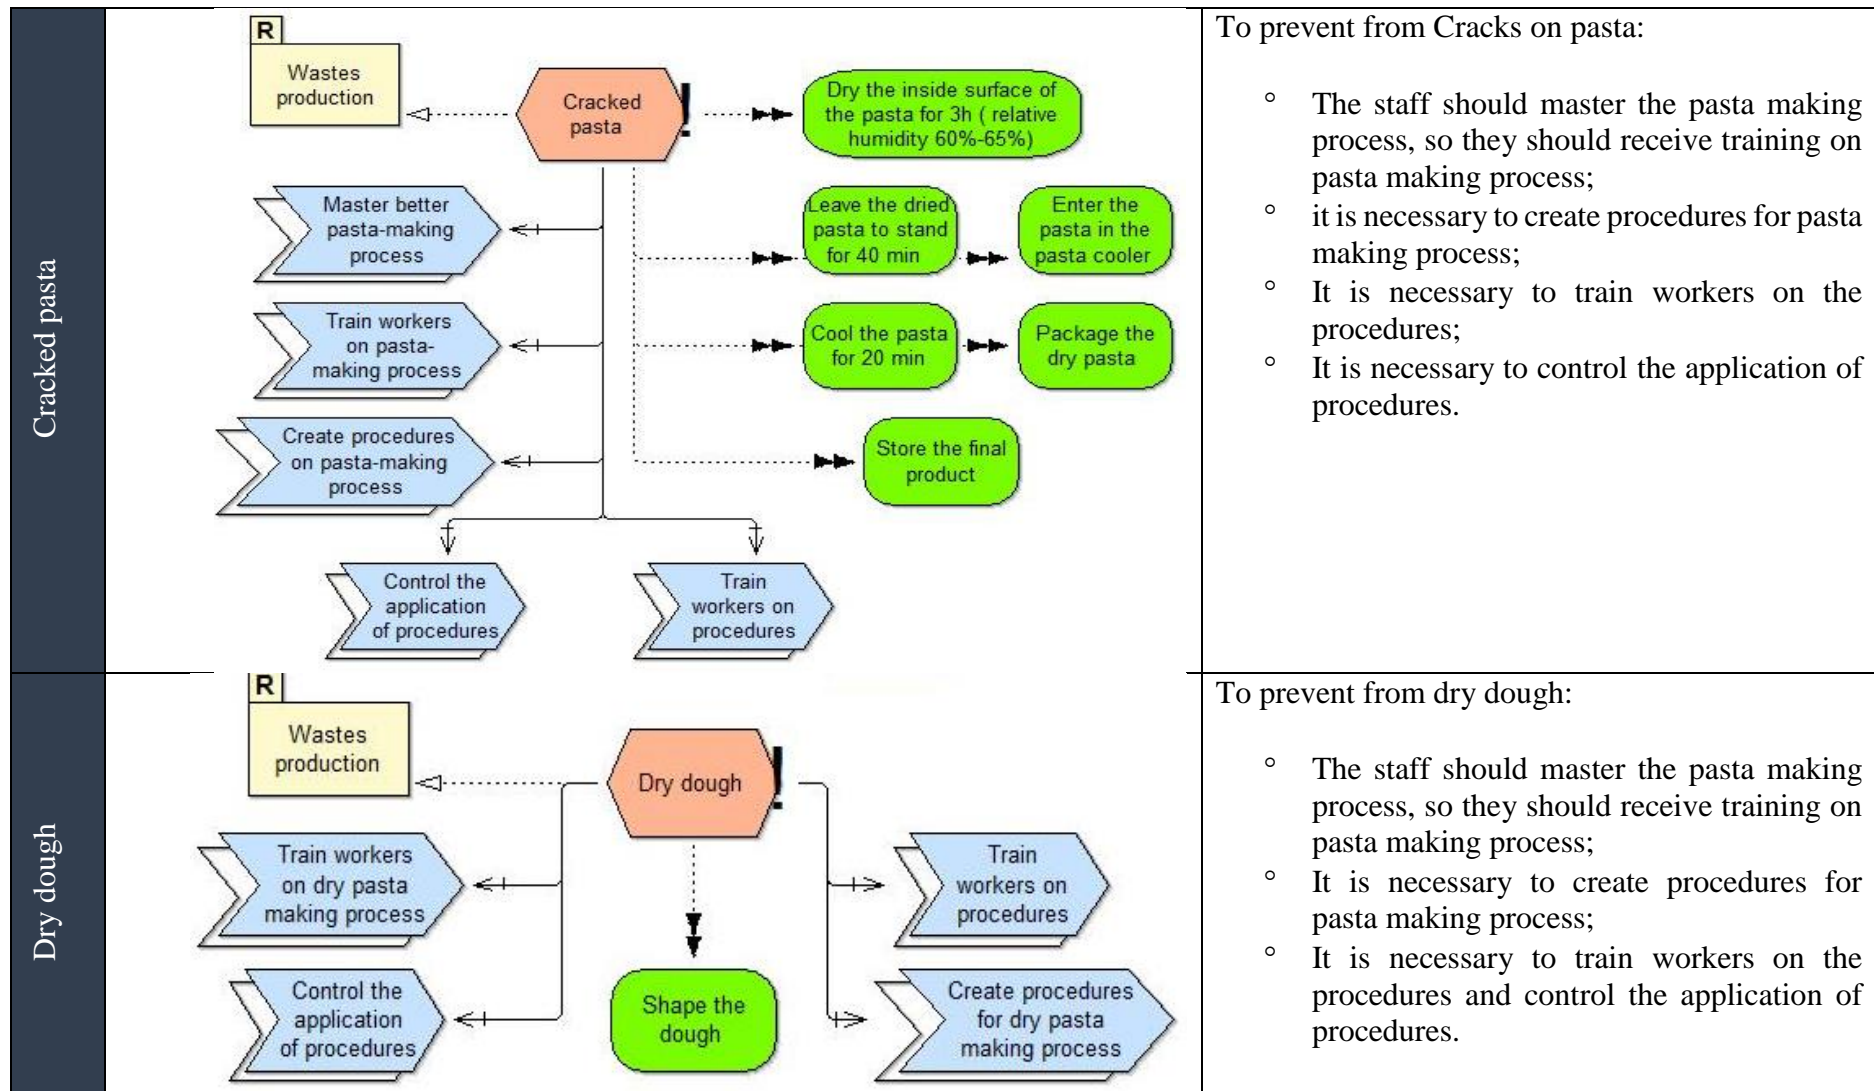 Cracked pasta
R
Wastes
production
Cracked
pasta
!
Dry the inside surface of
the pasta for 3h ( relative
humidity 60%-65%)
Master better
pasta-making
process
Leave the dried
pasta to stand
for 40 min
Enter the
pasta in the
pasta cooler
Train workers
on pasta-
making process
Cool the pasta
for 20 min
Package the
dry pasta
Create procedures
on pasta-making
process
Store the final
product
Control the
application
of procedures
Train
workers on
procedures
To prevent from Cracks on pasta:
° The staff should master the pasta making
process, so they should receive training on
pasta making process;
° it is necessary to create procedures for pasta
making process;
° It is necessary to train workers on the
procedures;
° It is necessary to control the application of
procedures.
Dry dough
R
Wastes
production
Dry dough
!
Train workers
on dry pasta
making process
Train
workers on
procedures
Control the
application
of procedures
Shape the
dough
Create procedures
for dry pasta
making process
To prevent from dry dough:
° The staff should master the pasta making
process, so they should receive training on
pasta making process;
° It is necessary to create procedures for
pasta making process;
° It is necessary to train workers on the
procedures and control the application of
procedures.